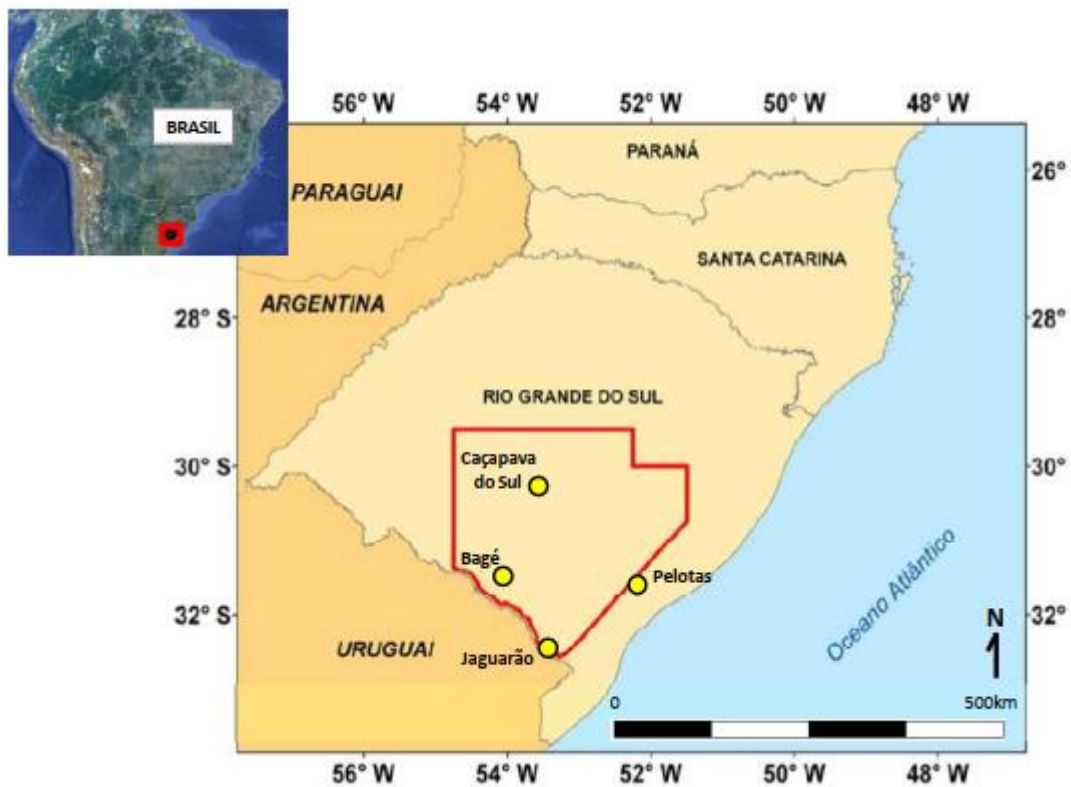 BRASIL
56° W 54° W 52° W 50° W 48° W
PARANÁ
26° S
PARAGUAI
SANTA CATARINA
ARGENTINA
28° S
28° S
RIO GRANDE DO SUL
30° S
30° S
Caçapava
do Sul
Bagé
Pelotas
Oceano Atlântico
32° S
32° S
N
URUGUAI
Jaguarão
0 500km
56° W 54° W 52° W 50° W 48° W